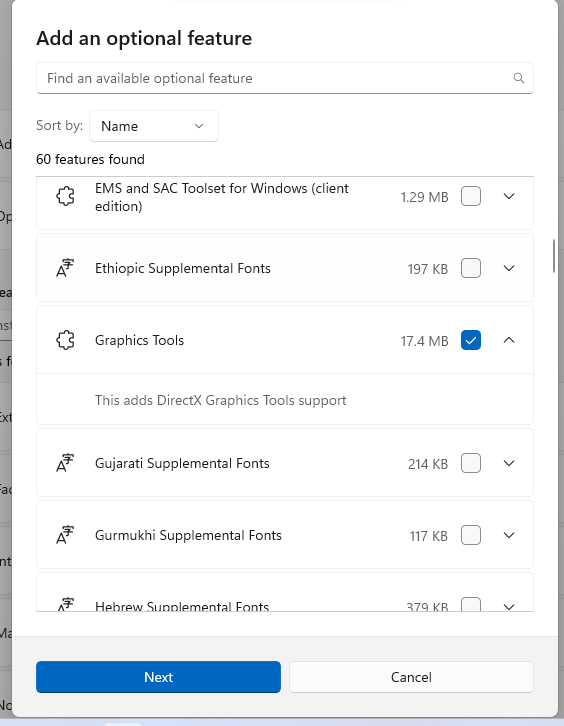 Add an optional feature
Find an available optional feature
Sort by: Name
60 features found
EMS and SAC Toolset for Windows (client
edition)
1.29 MB
Ethiopic Supplemental Fonts 197 KB
Graphics Tools 17.4 MB
This adds DirectX Graphics Tools support
Gujarati Supplemental Fonts 214 KB
Gurmukhi Supplemental Fonts 117 KB
Hebrew Supplemental Fonts 379 KB
Next Cancel